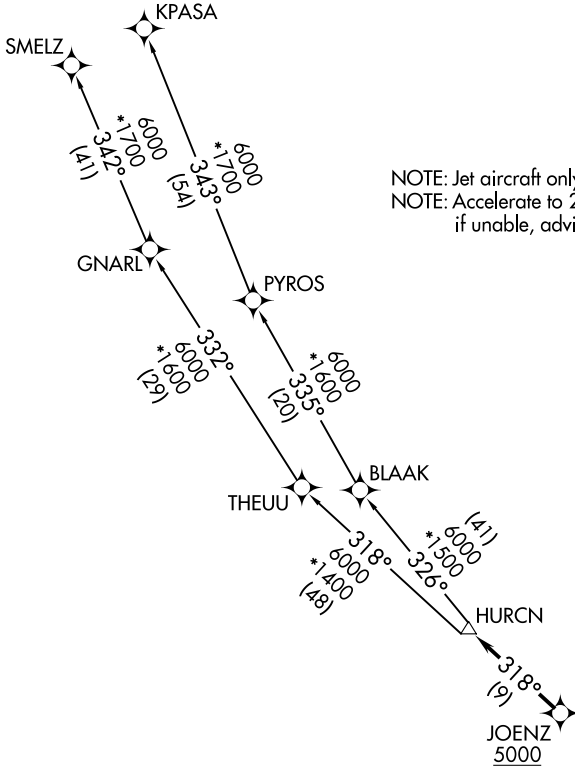 KPASA
SMELZ
6000
*1700
342°
(41)
6000
*1700
343°
(54)
NOTE: Jet aircraft only
NOTE: Accelerate to 2
if unable, advi
GNARL
PYROS
332°
6000
*1600
(29)
6000
*1600
335°
(20)
BLAAK
THEUU
(41)
6000
*1500
326°
318°
6000
*1400
(48)
HURCN
318°
(9)
JOENZ
5000